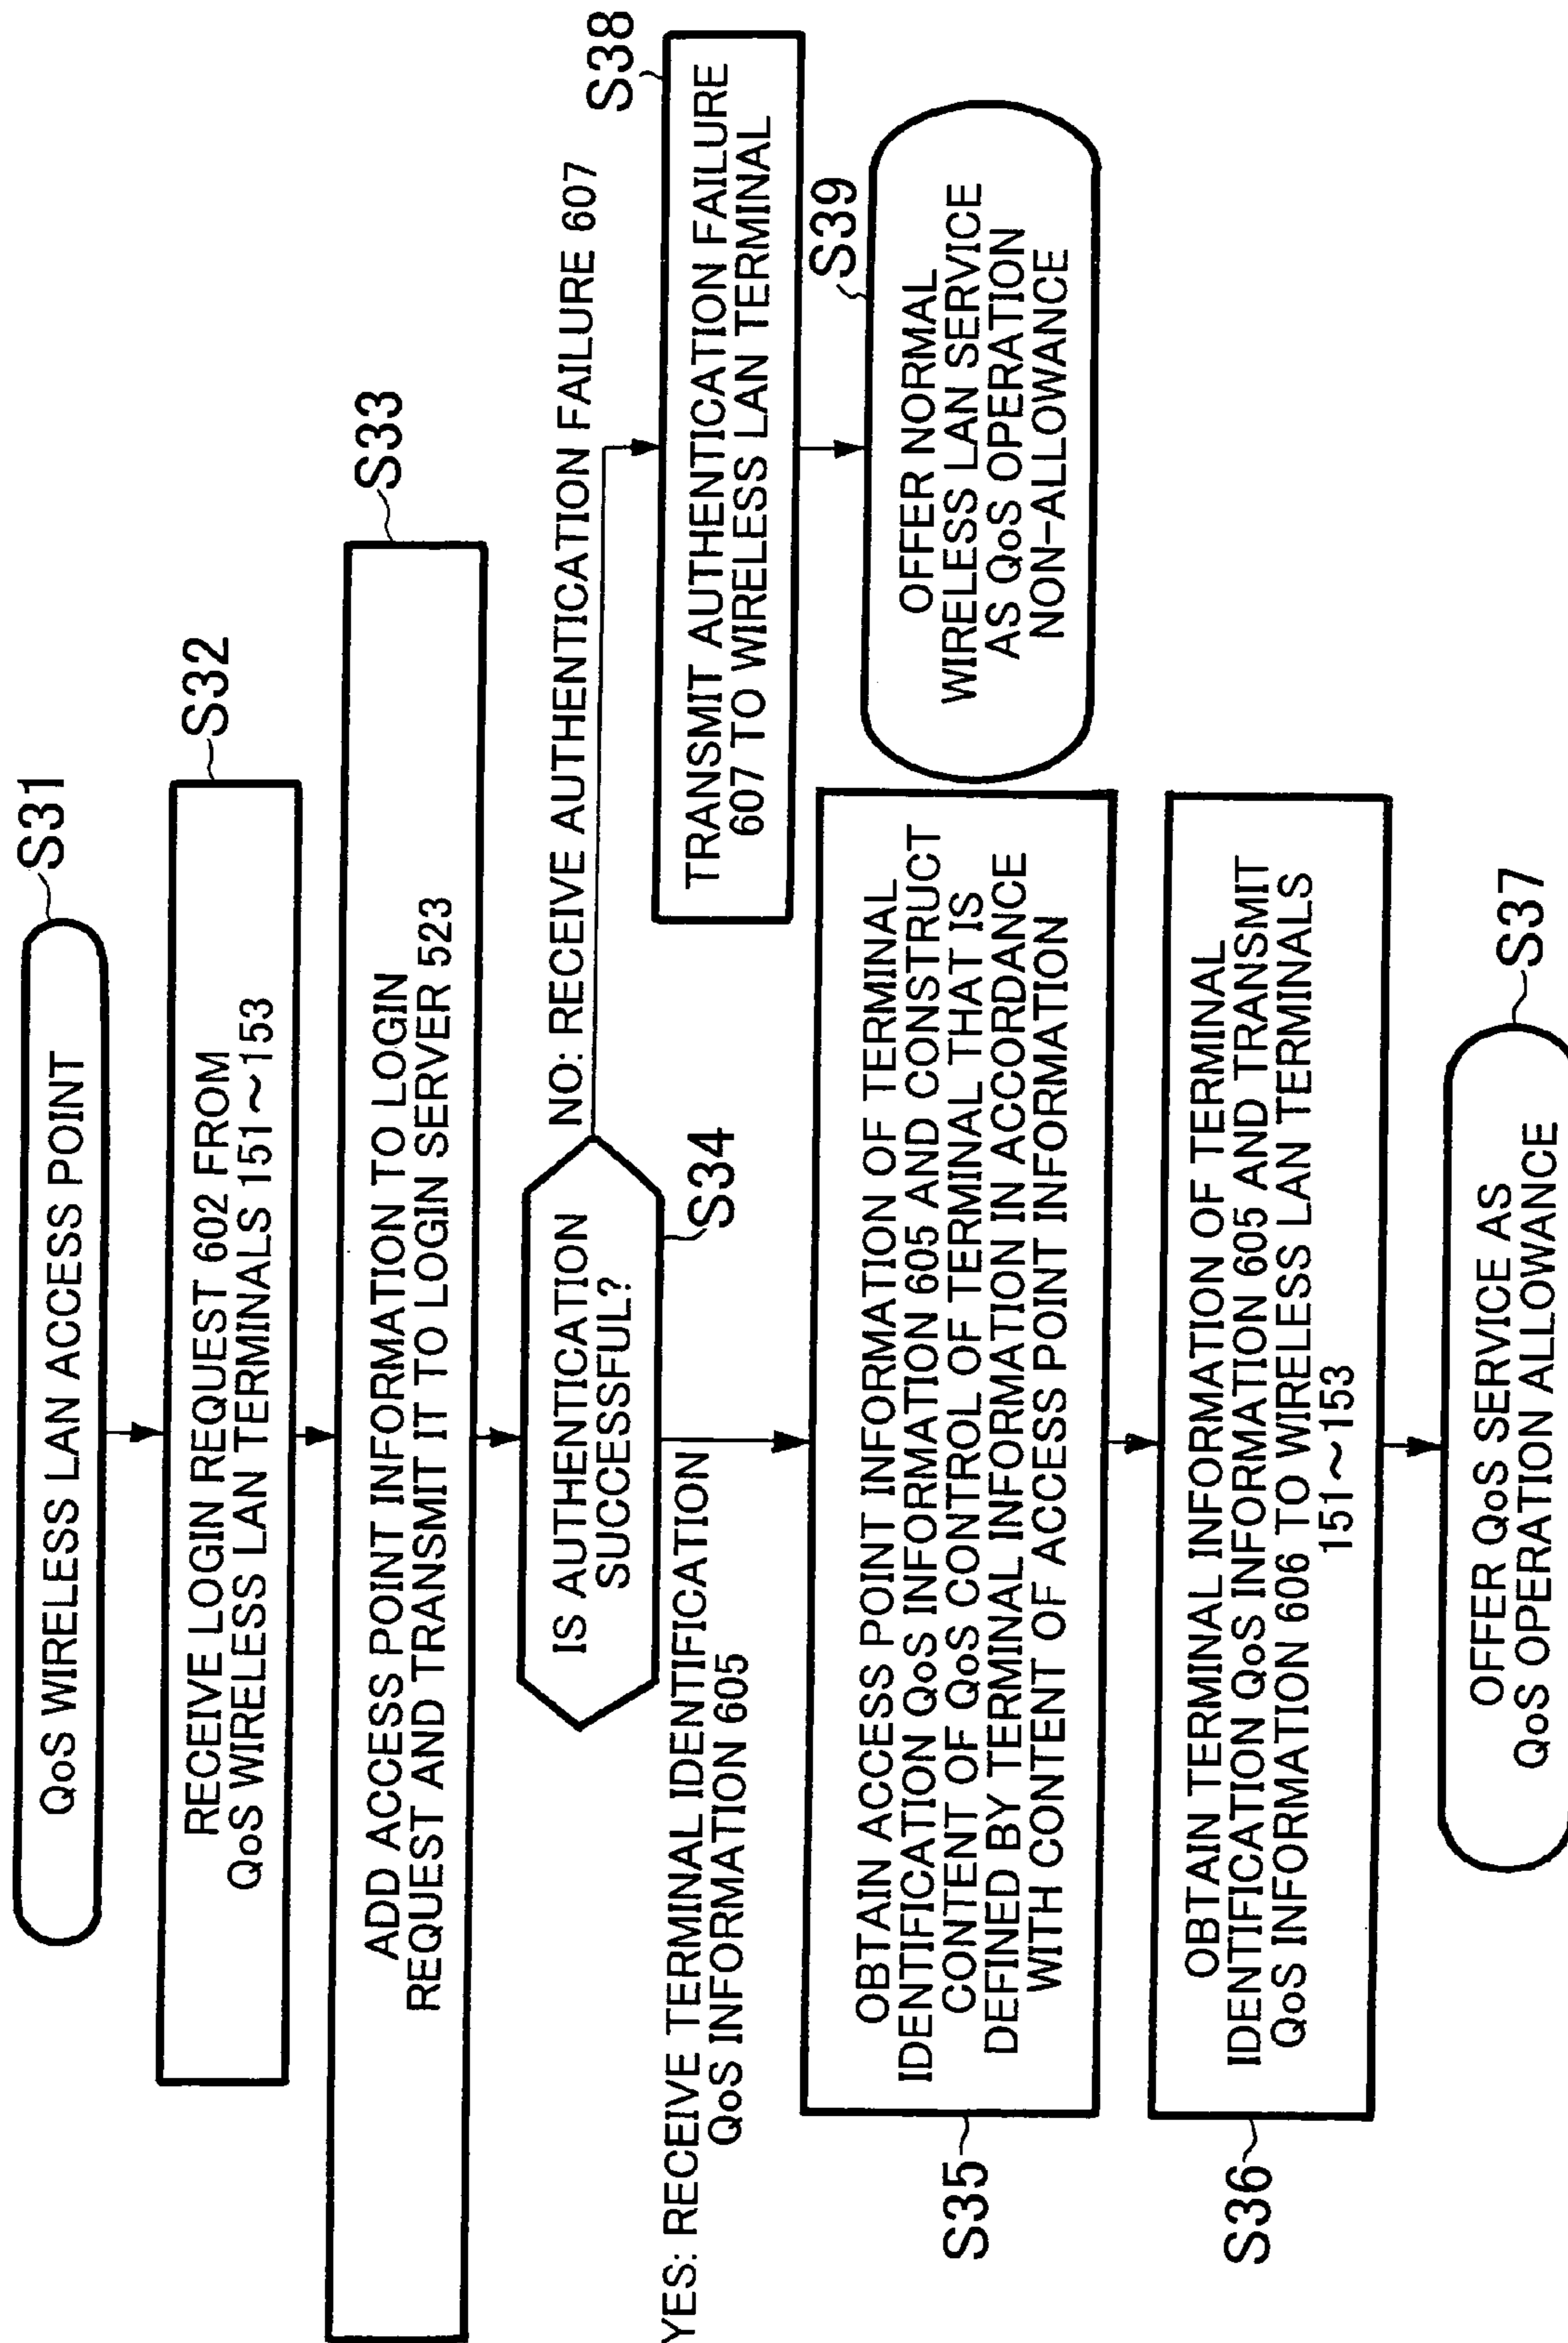 S31
QoS WIRELESS LAN ACCESS POINT
S32
RECEIVE LOGIN REQUEST 602 FROM
QoS WIRELESS LAN TERMINALS 151~153
S33
ADD ACCESS POINT INFORMATION TO LOGIN
REQUEST AND TRANSMIT IT TO LOGIN SERVER 523
S34
IS AUTHENTICATION
SUCCESSFUL?
NO: RECEIVE AUTHENTICATION FAILURE 607
S38
TRANSMIT AUTHENTICATION FAILURE
607 TO WIRELESS LAN TERMINAL
S39
OFFER NORMAL
WIRELESS LAN SERVICE
AS QoS OPERATION
NON-ALLOWANCE
YES: RECEIVE TERMINAL IDENTIFICATION
QoS INFORMATION 605
S35
OBTAIN ACCESS POINT INFORMATION OF TERMINAL
IDENTIFICATION QoS INFORMATION 605 AND CONSTRUCT
CONTENT OF QoS CONTROL OF TERMINAL THAT IS
DEFINED BY TERMINAL INFORMATION IN ACCORDANCE
WITH CONTENT OF ACCESS POINT INFORMATION
S36
OBTAIN TERMINAL INFORMATION OF TERMINAL
IDENTIFICATION QoS INFORMATION 605 AND TRANSMIT
QoS INFORMATION 606 TO WIRELESS LAN TERMINALS
151~153
S37
OFFER QoS SERVICE AS
QoS OPERATION ALLOWANCE